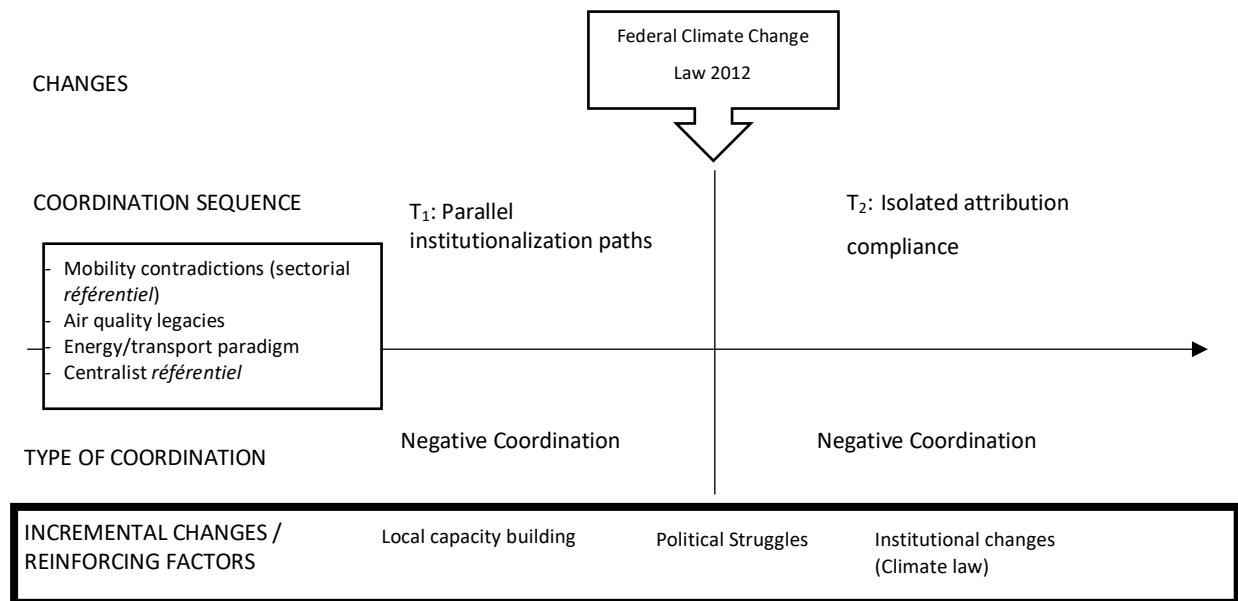 Federal Climate Change
Law 2012
CHANGES
COORDINATION SEQUENCE
T1: Parallel
institutionalization paths
T2: Isolated attribution
compliance
- Mobility contradictions (sectorial
référentiel)
- Air quality legacies
- Energy/transport paradigm
- Centralist référentiel
Negative Coordination
Negative Coordination
TYPE OF COORDINATION
INCREMENTAL CHANGES /
REINFORCING FACTORS
Local capacity building
Political Struggles
Institutional changes
(Climate law)